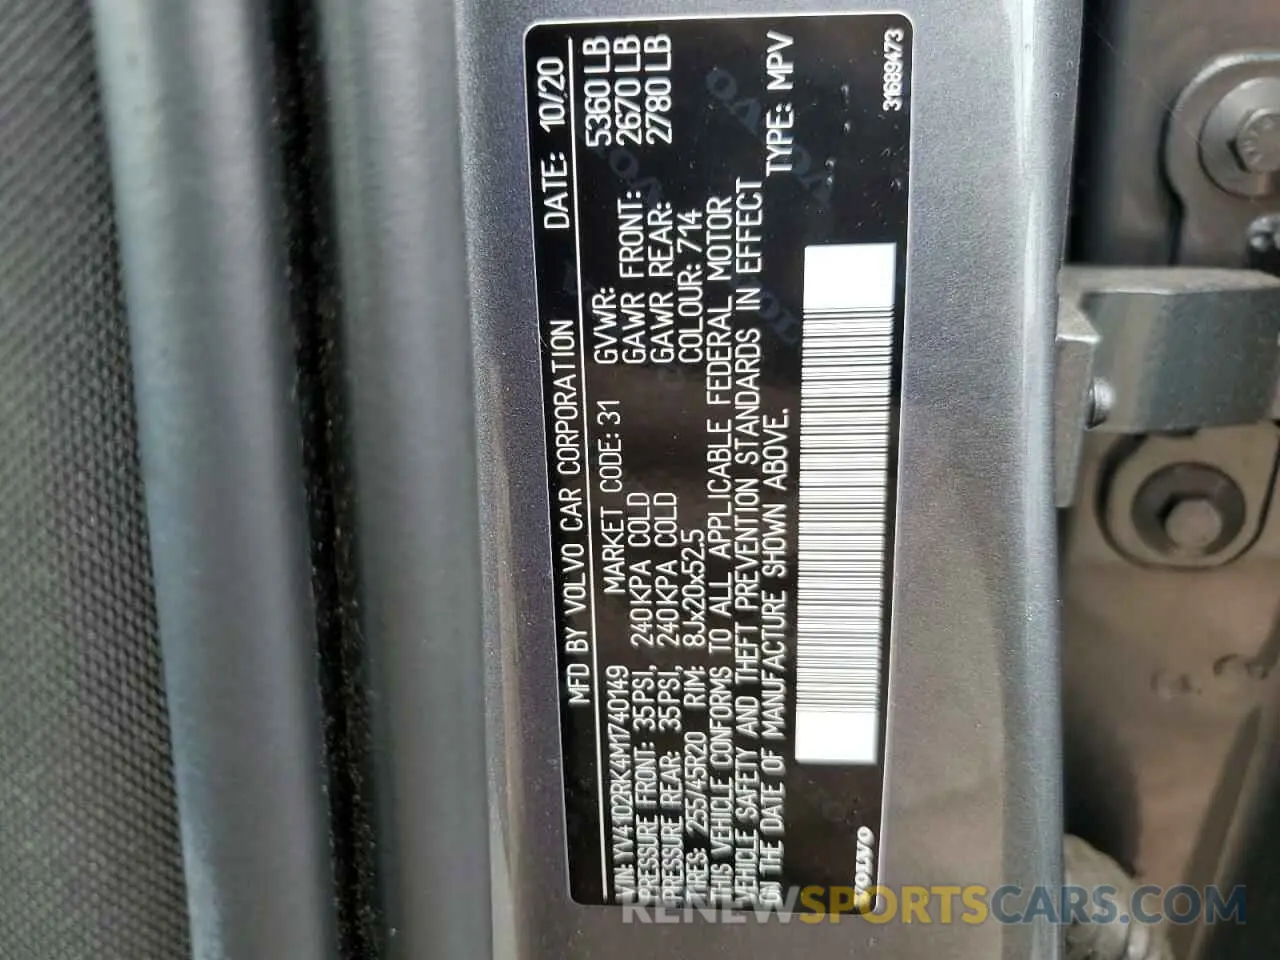 MFD BY VOLVO CAR CORPORATION DATE: 10/20
VIN: YV4102RK4M1740149 MARKET CODE: 31 GVWR: 5360 LB
PRESSURE FRONT: 35PSI, 240KPA COLD GAWR FRONT: 2670 LB
PRESSURE REAR: 35PSI, 240KPA COLD GAWR REAR: 2780 LB
TIRES: 255/45R20 RIM: 8Jx20x52.5 COLOUR: 714
THIS VEHICLE CONFORMS TO ALL APPLICABLE FEDERAL MOTOR
VEHICLE SAFETY AND THEFT PREVENTION STANDARDS IN EFFECT
ON THE DATE OF MANUFACTURE SHOWN ABOVE. TYPE: MPV
VOLVO 31689473
RENEWSPORTSCARS.COM